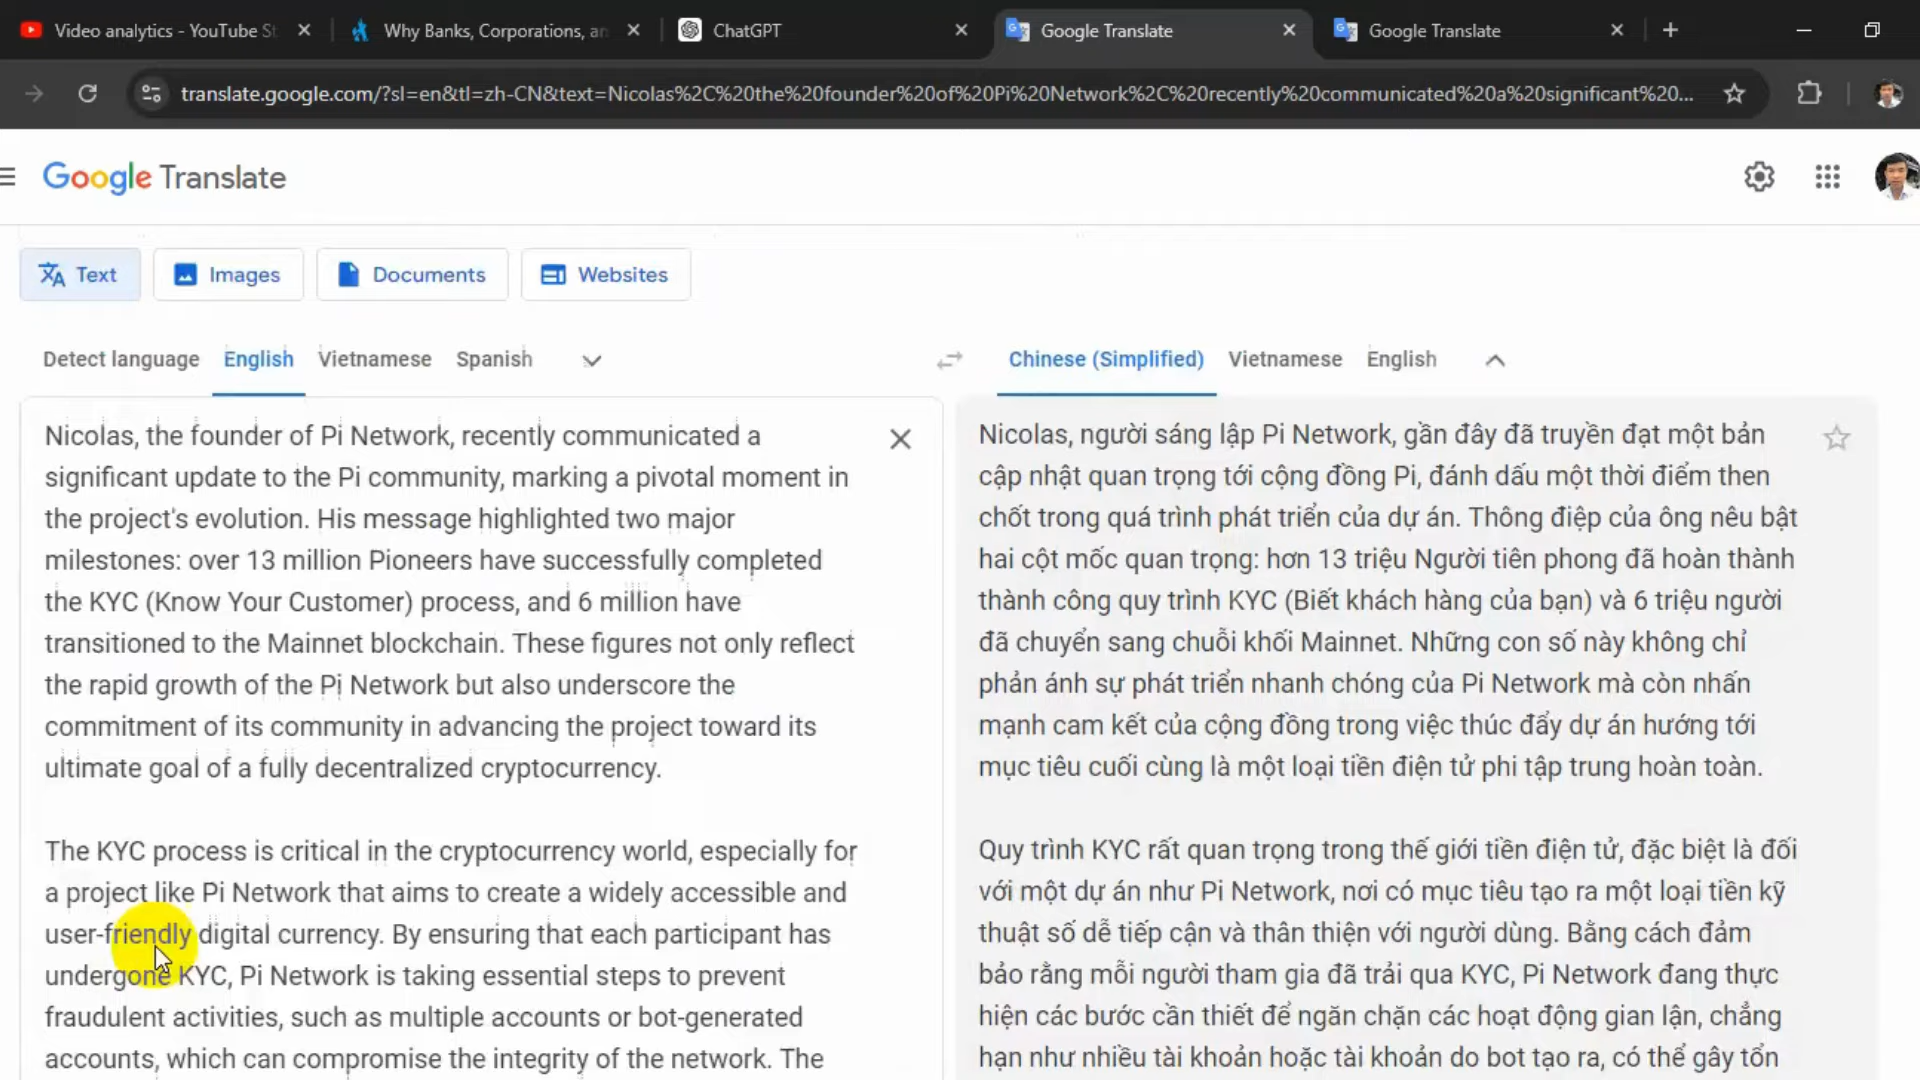 Video analytics - YouTube St
Why Banks, Corporations, an
ChatGPT
Google Translate
Google Translate
translate.google.com/?sl=en&tl=zh-CN&text=Nicolas%2C%20the%20founder%20of%20Pi%20Network%2C%20recently%20communicated%20a%20significant%20...
Google Translate
Text
Images
Documents
Websites
Detect language English Vietnamese Spanish
Chinese (Simplified) Vietnamese English
Nicolas, the founder of Pi Network, recently communicated a
significant update to the Pi community, marking a pivotal moment in
the project's evolution. His message highlighted two major
milestones: over 13 million Pioneers have successfully completed
the KYC (Know Your Customer) process, and 6 million have
transitioned to the Mainnet blockchain. These figures not only reflect
the rapid growth of the Pi Network but also underscore the
commitment of its community in advancing the project toward its
ultimate goal of a fully decentralized cryptocurrency.
The KYC process is critical in the cryptocurrency world, especially for
a project like Pi Network that aims to create a widely accessible and
user-friendly digital currency. By ensuring that each participant has
undergone KYC, Pi Network is taking essential steps to prevent
fraudulent activities, such as multiple accounts or bot-generated
accounts, which can compromise the integrity of the network. The
Nicolas, người sáng lập Pi Network, gần đây đã truyền đạt một bản
cập nhật quan trọng tới cộng đồng Pi, đánh dấu một thời điểm then
chốt trong quá trình phát triển của dự án. Thông điệp của ông nêu bật
hai cột mốc quan trọng: hơn 13 triệu Người tiên phong đã hoàn thành
thành công quy trình KYC (Biết khách hàng của bạn) và 6 triệu người
đã chuyển sang chuỗi khối Mainnet. Những con số này không chỉ
phản ánh sự phát triển nhanh chóng của Pi Network mà còn nhấn
mạnh cam kết của cộng đồng trong việc thúc đẩy dự án hướng tới
mục tiêu cuối cùng là một loại tiền điện tử phi tập trung hoàn toàn.
Quy trình KYC rất quan trọng trong thế giới tiền điện tử, đặc biệt là đối
với một dự án như Pi Network, nơi có mục tiêu tạo ra một loại tiền kỹ
thuật số dễ tiếp cận và thân thiện với người dùng. Bằng cách đảm
bảo rằng mỗi người tham gia đã trải qua KYC, Pi Network đang thực
hiện các bước cần thiết để ngăn chặn các hoạt động gian lận, chẳng
hạn như nhiều tài khoản hoặc tài khoản do bot tạo ra, có thể gây tổn